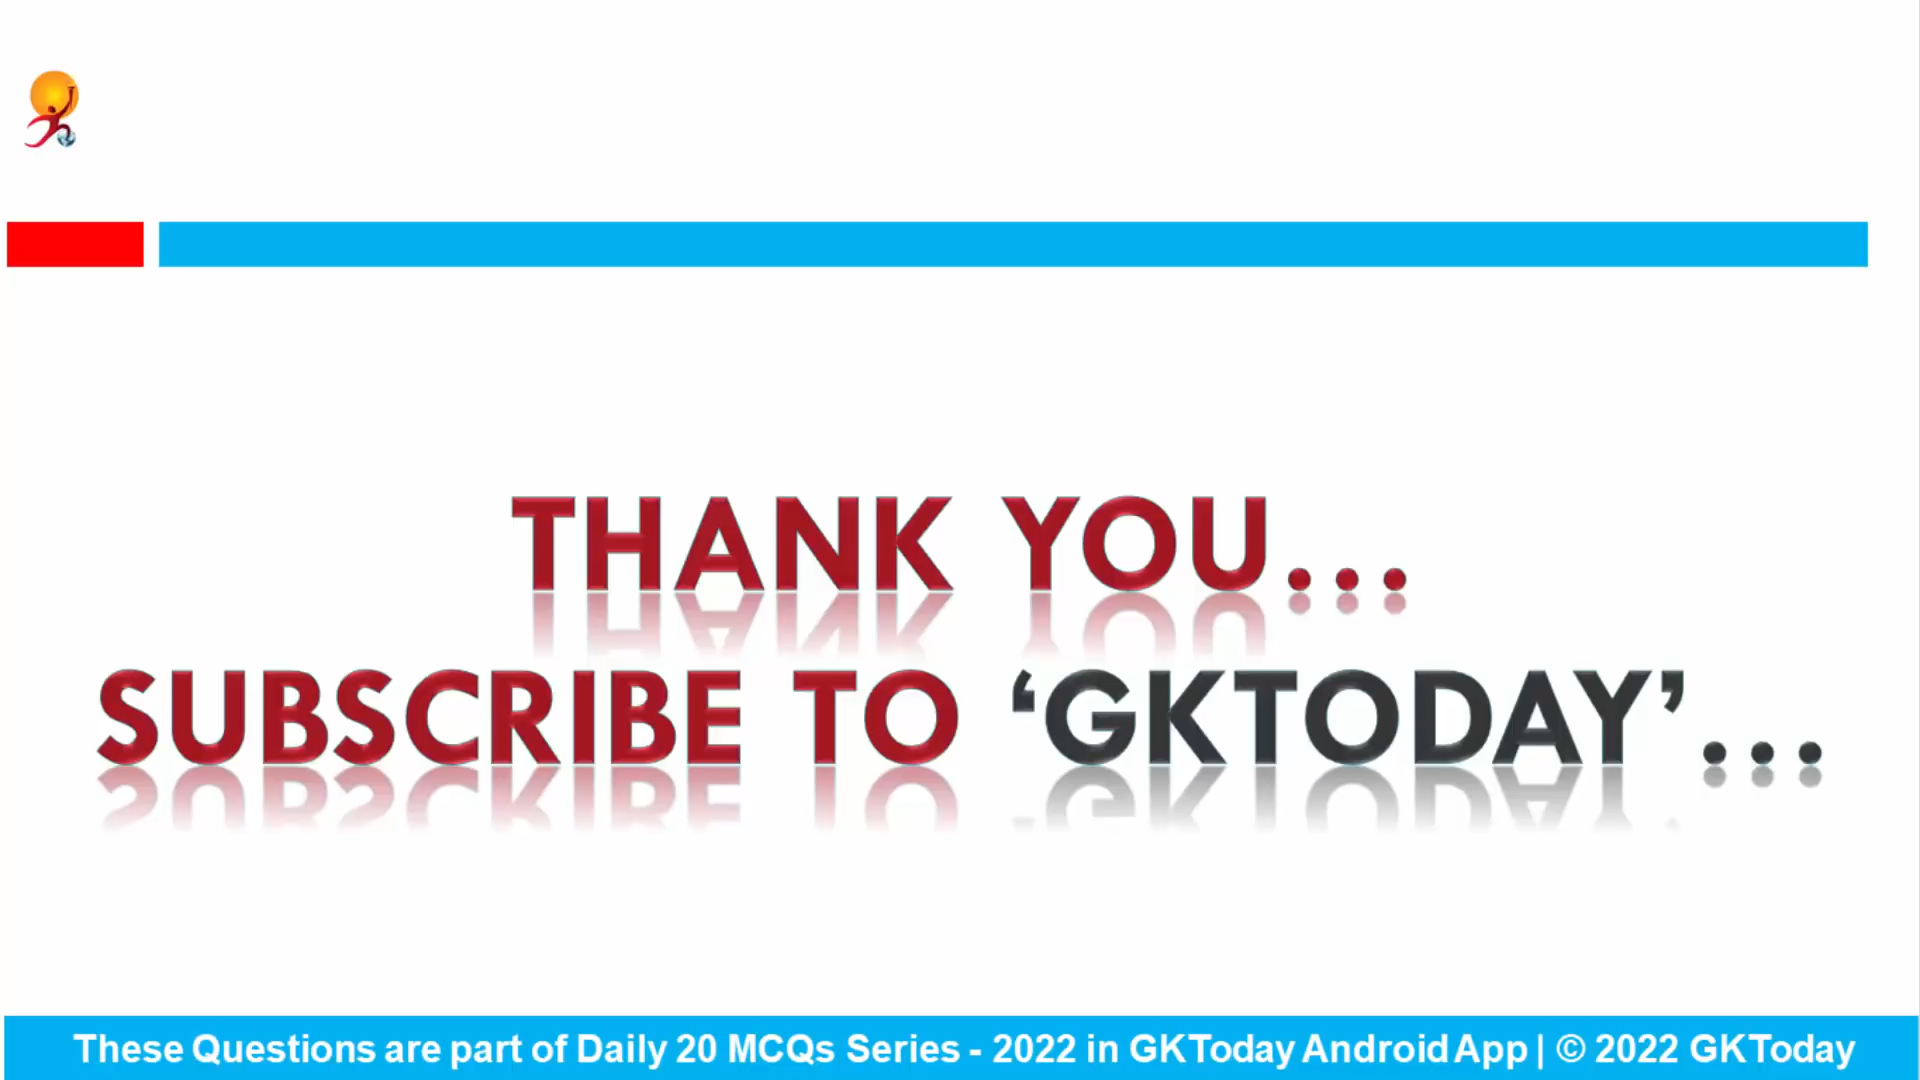 THANK YOU...
SUBSCRIBE TO ‘GKTODAY’...
These Questions are part of Daily 20 MCQs Series - 2022 in GKToday Android App | © 2022 GKToday